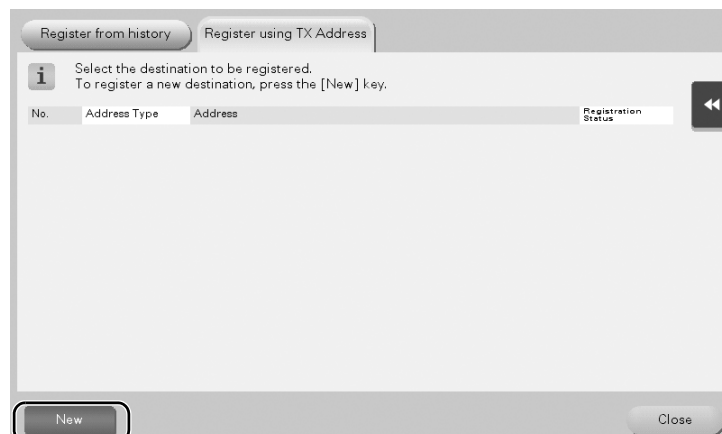 Register from history
Register using TX Address
i
Select the destination to be registered.
To register a new destination, press the [New] key.
No. Address Type Address Registration
Status
New
Close